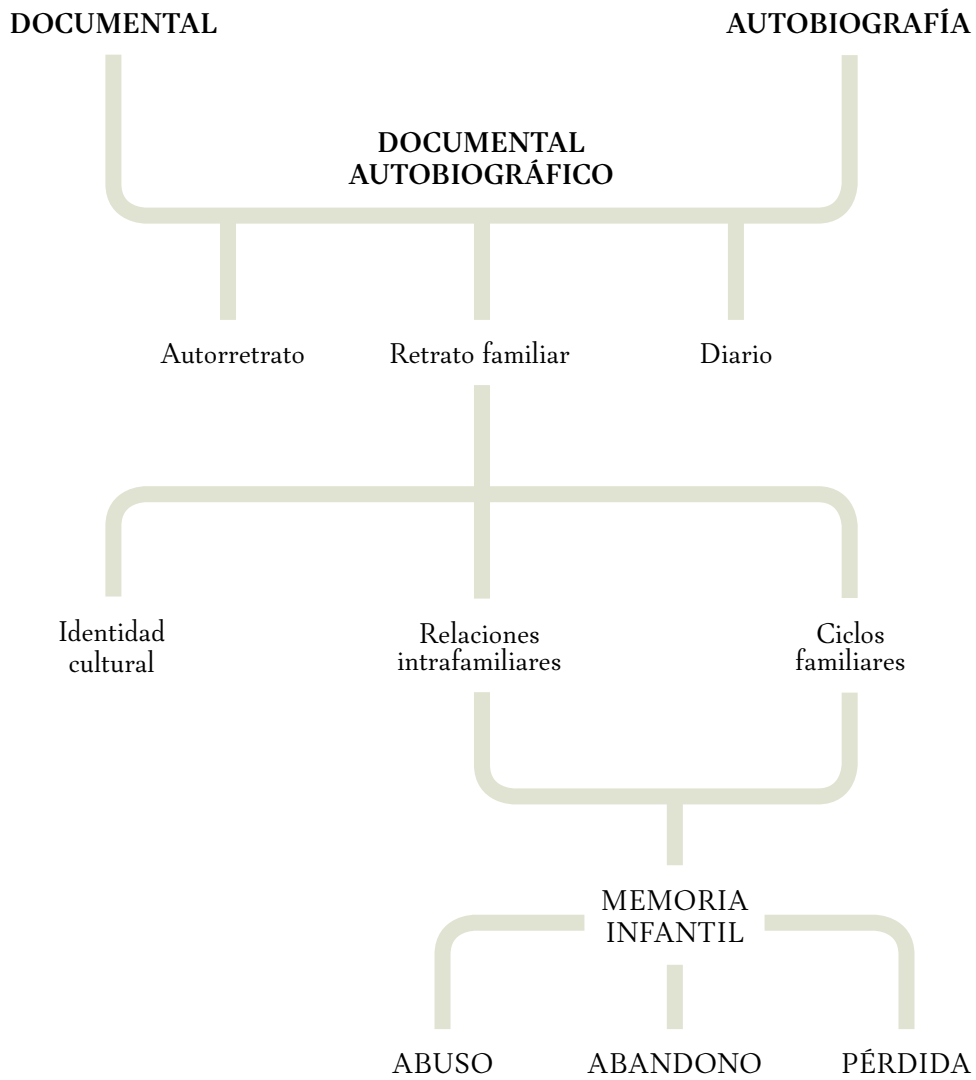 DOCUMENTAL
AUTOBIOGRAFÍA
DOCUMENTAL
AUTOBIOGRÁFICO
Autorretrato
Retrato familiar
Diario
Identidad
cultural
Relaciones
intrafamiliares
Ciclos
familiares
MEMORIA
INFANTIL
ABUSO
ABANDONO
PÉRDIDA